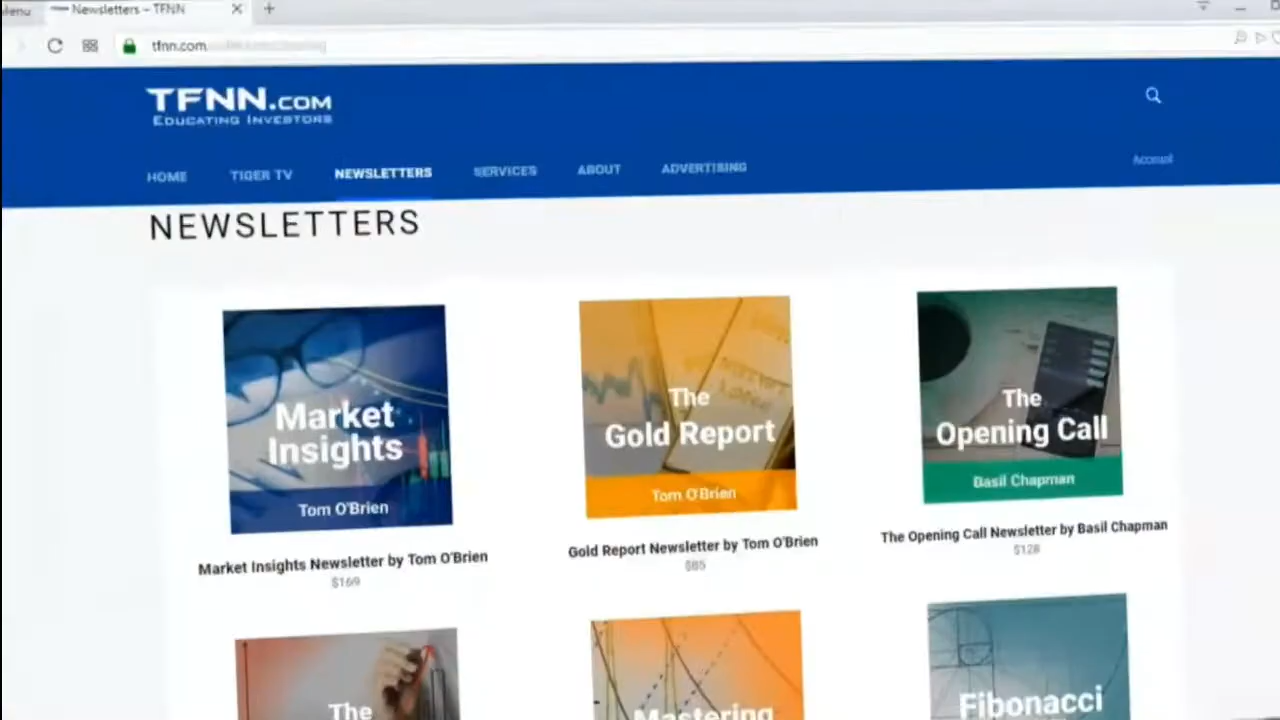 Newsletters – TFNN
tfnn.com
TFNN.COM
EDUCATING INVESTORS
HOME TIGER TV NEWSLETTERS SERVICES ABOUT ADVERTISING Account
NEWSLETTERS
Market
Insights
Tom O'Brien
Market Insights Newsletter by Tom O'Brien
$169
The
Gold Report
Tom O'Brien
Gold Report Newsletter by Tom O'Brien
$85
The
Opening Call
Basil Chapman
The Opening Call Newsletter by Basil Chapman
$128
The
Mastering
Fibonacci